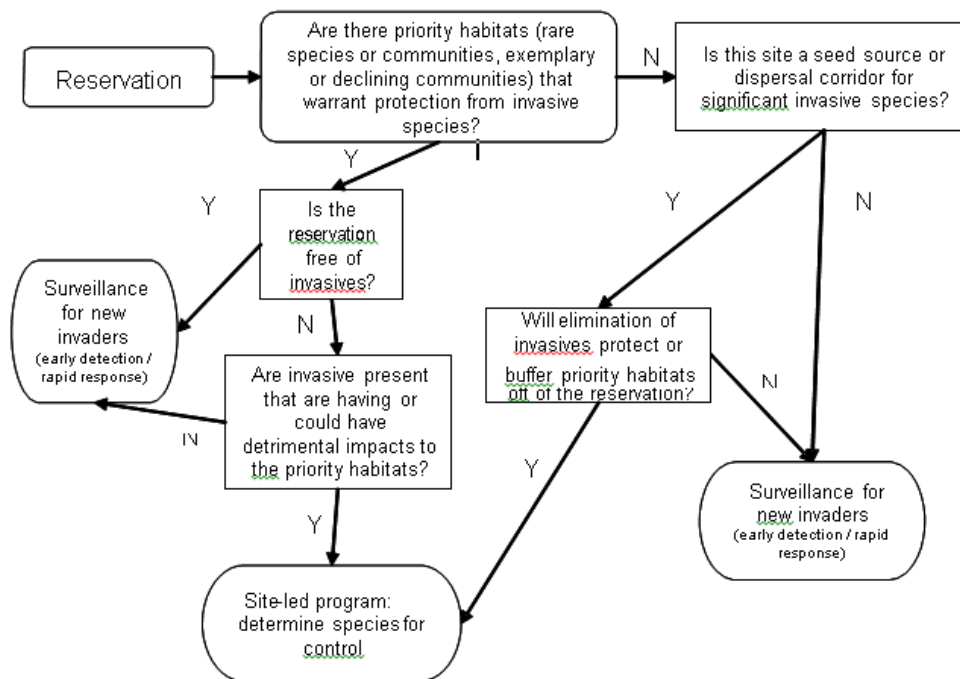 Reservation
Are there priority habitats (rare
species or communities, exemplary
or declining communities) that
warrant protection from invasive
species?
N
Is this site a seed source or
dispersal corridor for
significant invasive species?
Y
Y
Is the
reservation
free of
invasives?
Y
N
Surveillance
for new
invaders
(early detection /
rapid response)
N
Will elimination of
invasives protect or
buffer priority habitats
off of the reservation?
Are invasive present
that are having or
could have
detrimental impacts to
the priority habitats?
N
N
Y
Y
Surveillance for
new invaders
(early detection / rapid
response)
Site-led program:
determine species for
control